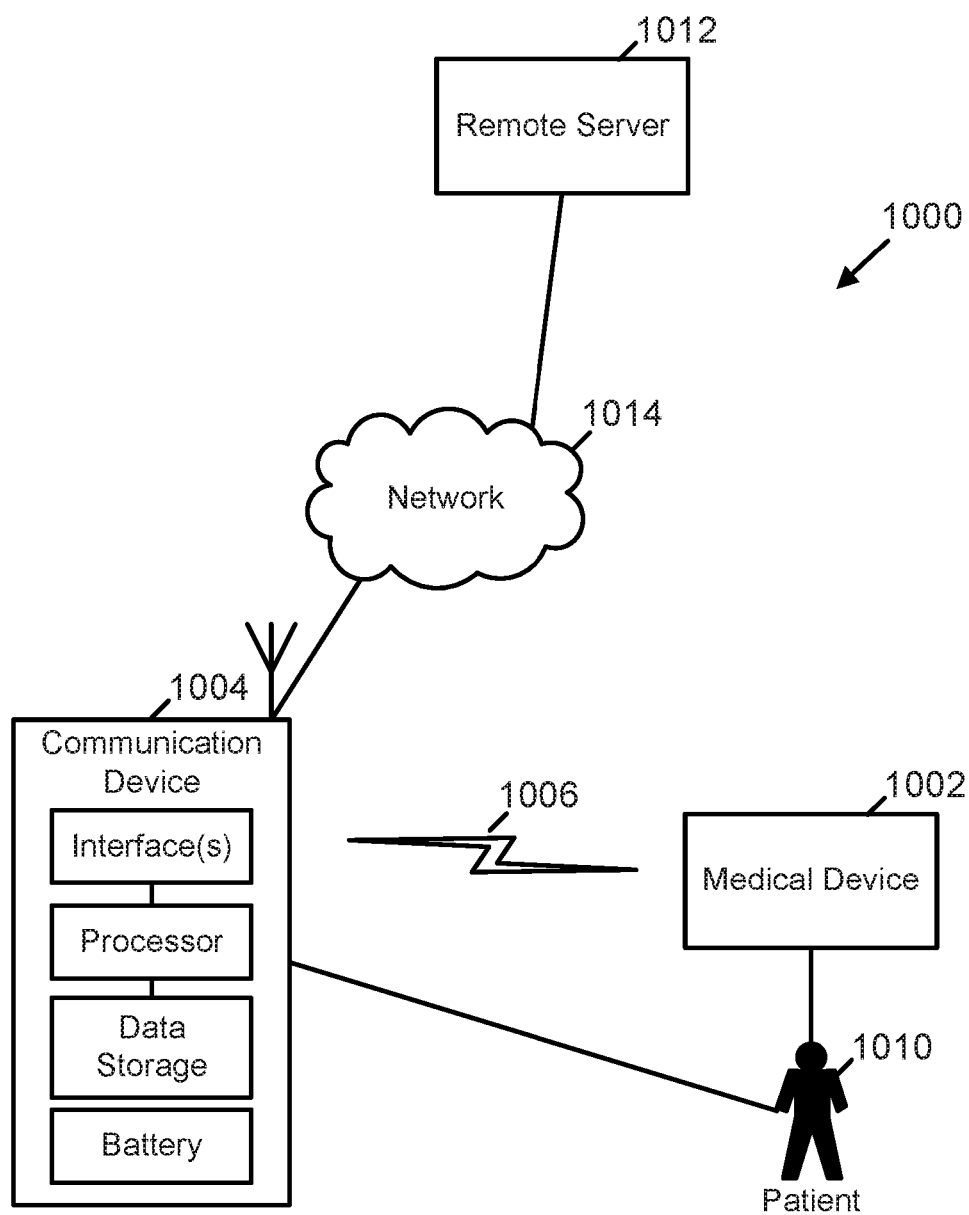 1012
Remote Server
1000
1014
Network
1004
Communication
Device
Interface(s)
Processor
Data
Storage
Battery
1006
1002
Medical Device
1010
Patient